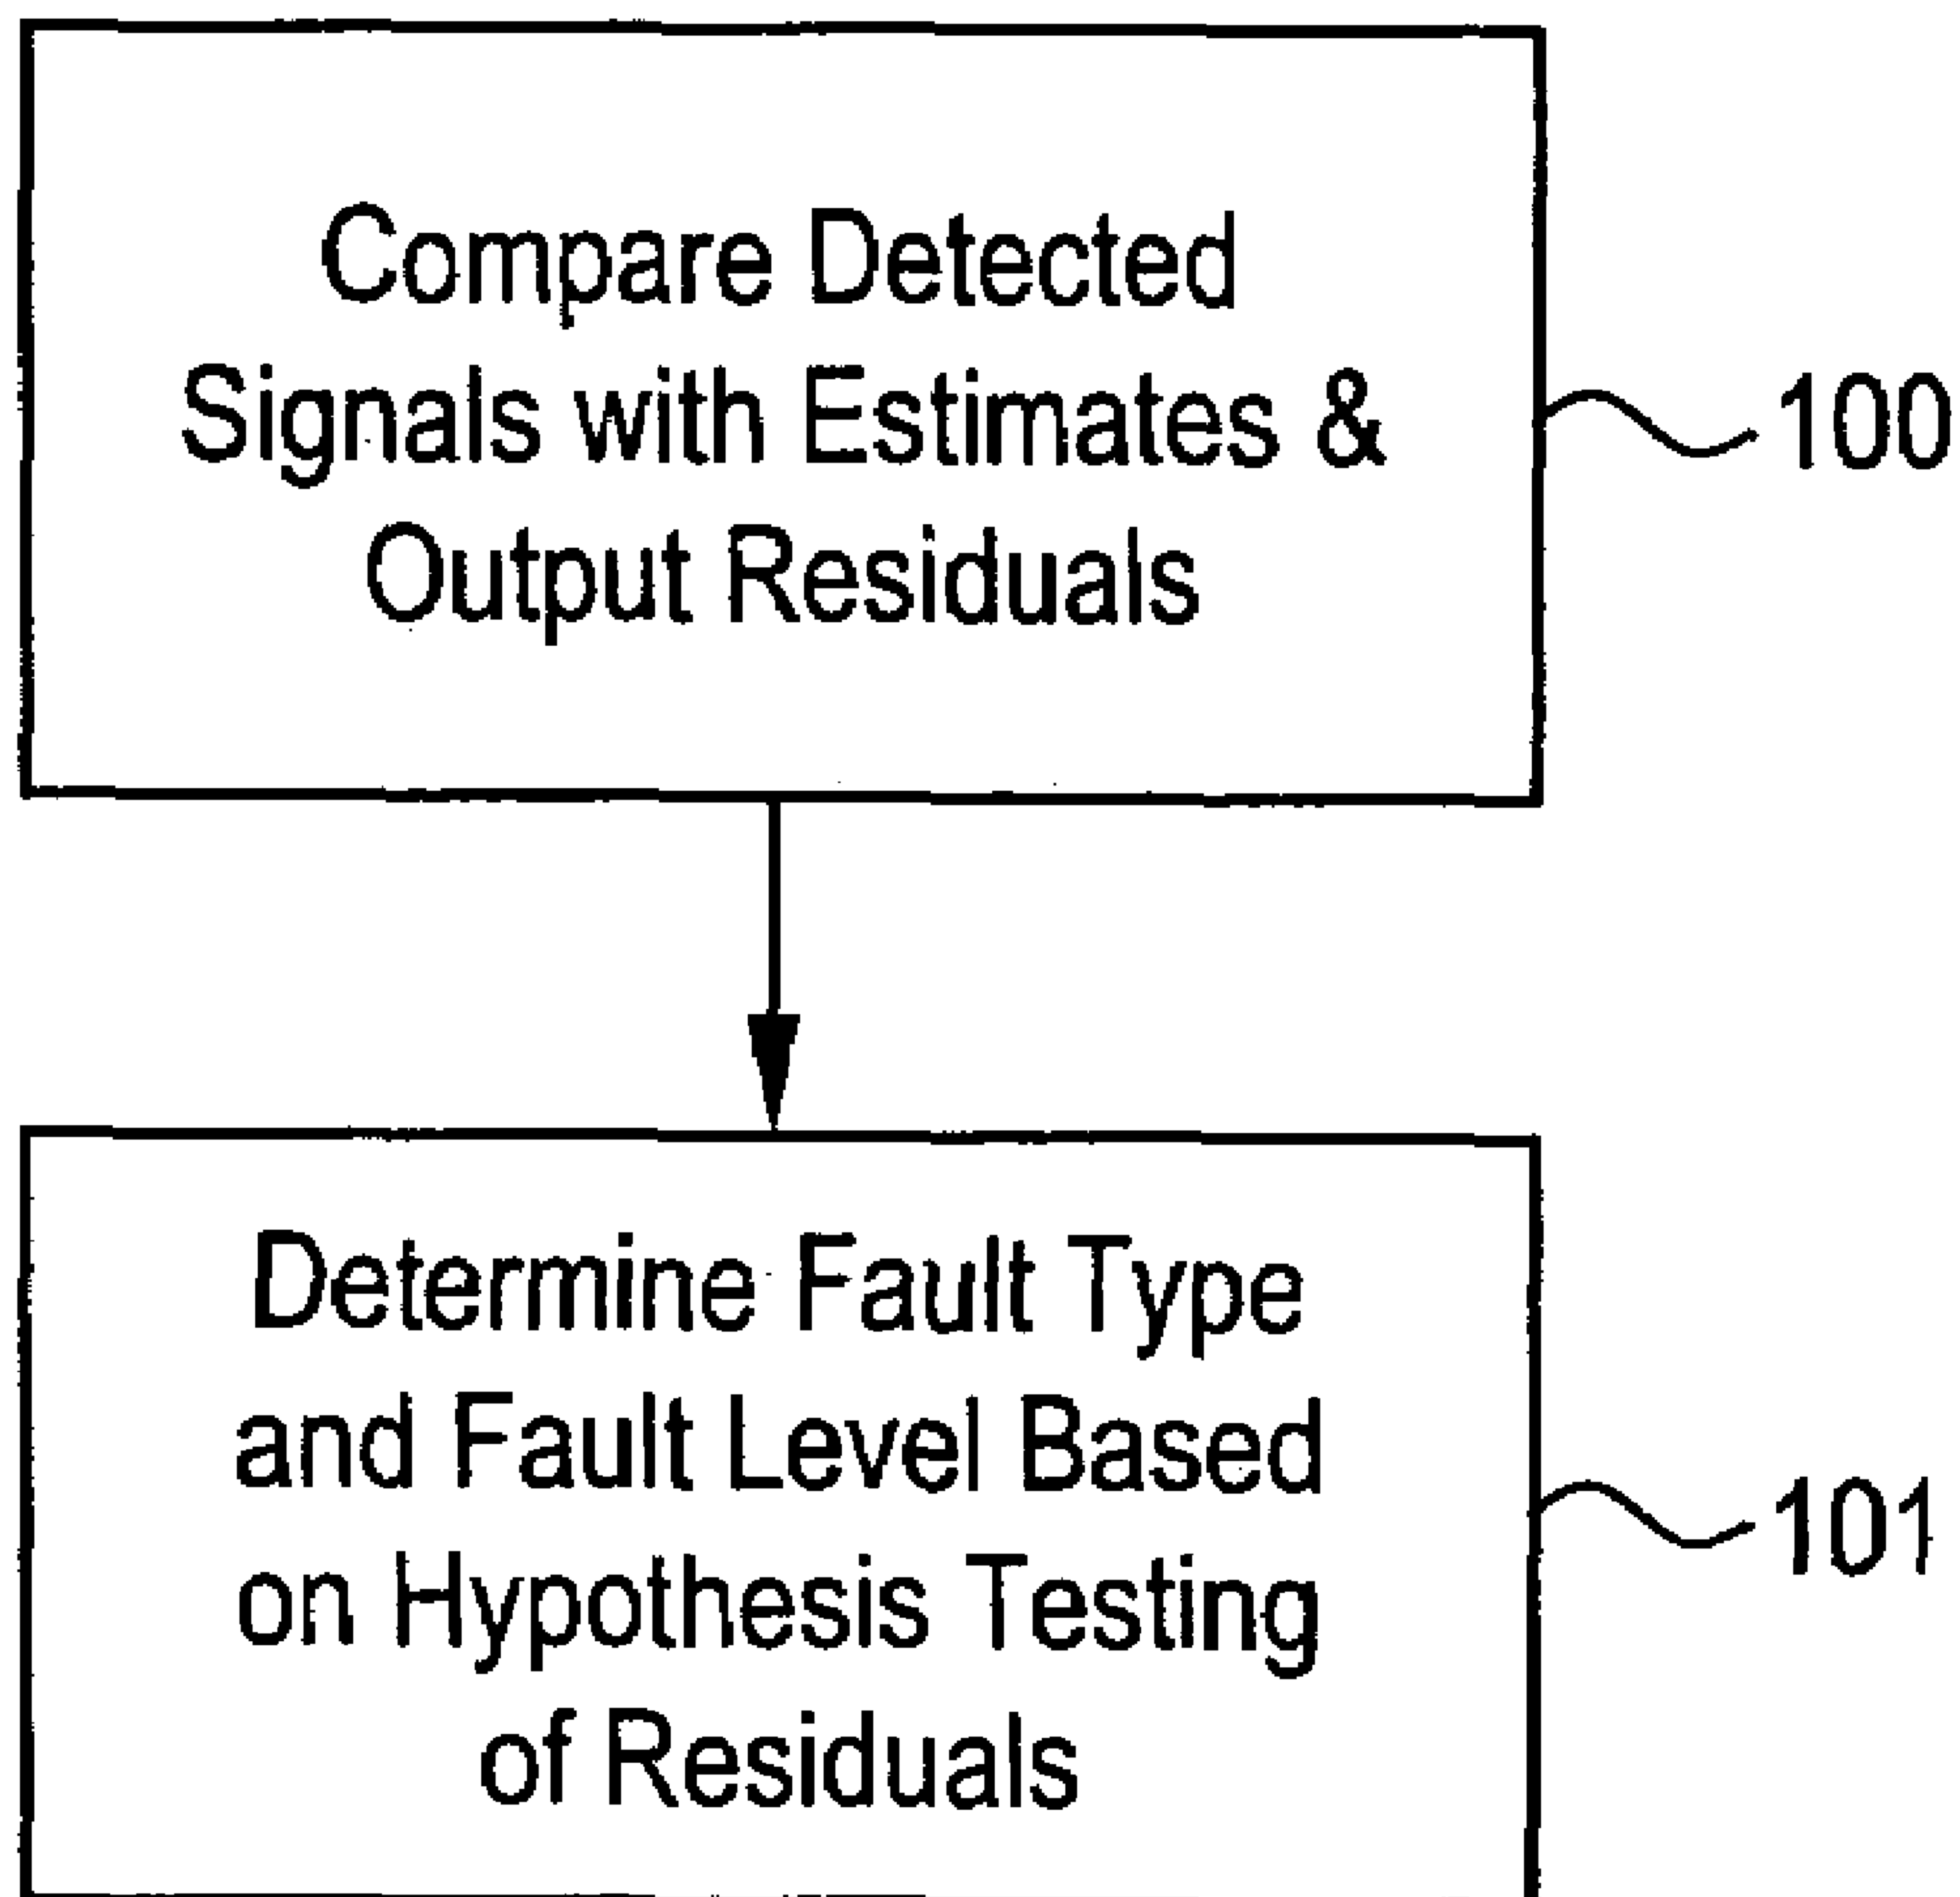 Compare Detected
Signals with Estimates &
Output Residuals
100
Determine Fault Type
and Fault Level Based
on Hypothesis Testing
of Residuals
101